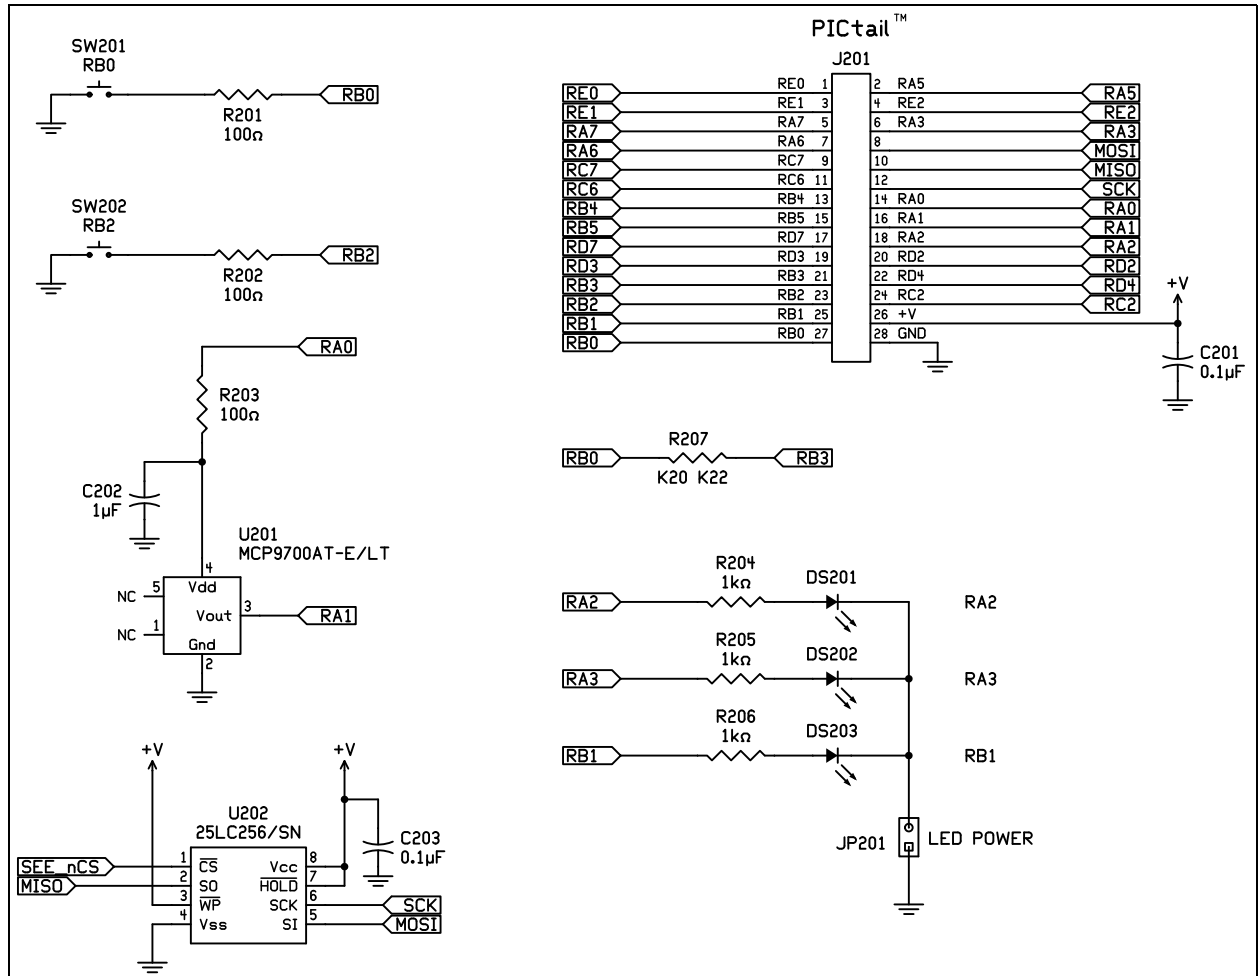 SW201
RB0
RB0
R201
100Ω
SW202
RB2
RB2
R202
100Ω
RA0
R203
100Ω
C202
1µF
U201
MCP9700AT-E/LT
4
Vdd
NC 5
Vout 3 RA1
NC 1
Gnd
2
+V +V
U202
25LC256/SN
C203
0.1µF
SEE_nCS 1 CS Vcc 8
MISO 2 SO HOLD 7
3 WP SCK 6 SCK
4 Vss SI 5 MOSI
PICtail™
J201
RE0 RE0 1 2 RA5 RA5
RE1 RE1 3 4 RE2 RE2
RA7 RA7 5 6 RA3 RA3
RA6 RA6 7 8 MOSI
RC7 RC7 9 10 MISO
RC6 RC6 11 12 SCK
RB4 RB4 13 14 RA0 RA0
RB5 RB5 15 16 RA1 RA1
RD7 RD7 17 18 RA2 RA2
RD3 RD3 19 20 RD2 RD2
RB3 RB3 21 22 RD4 RD4
RB2 RB2 23 24 RC2 RC2
RB1 RB1 25 26 +V
RB0 RB0 27 28 GND
+V
C201
0.1µF
R207
RB0 RB3
K20 K22
R204
1kΩ
DS201
RA2 RA2
R205
1kΩ
DS202
RA3 RA3
R206
1kΩ
DS203
RB1 RB1
JP201 LED POWER